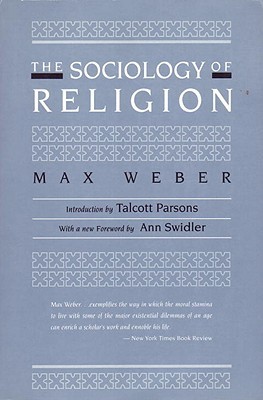 THE SOCIOLOGY OF
RELIGION
MAX WEBER
Introduction by Talcott Parsons
With a new Foreword by Ann Swidler
Max Weber exemplifies the way in which the moral stamina
to live with some of the major existential dilemmas of an age
can enrich a scholar's work and ennoble his life
— New York Times Book Review